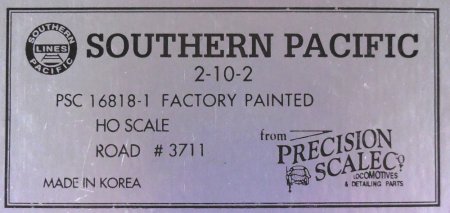 SOUTHERN
LINES
PACIFIC
SOUTHERN PACIFIC
2-10-2
PSC 16818-1 FACTORY PAINTED
HO SCALE
ROAD # 3711
from
PRECISION
SCALE CO
LOCOMOTIVES
& DETAILING PARTS
MADE IN KOREA